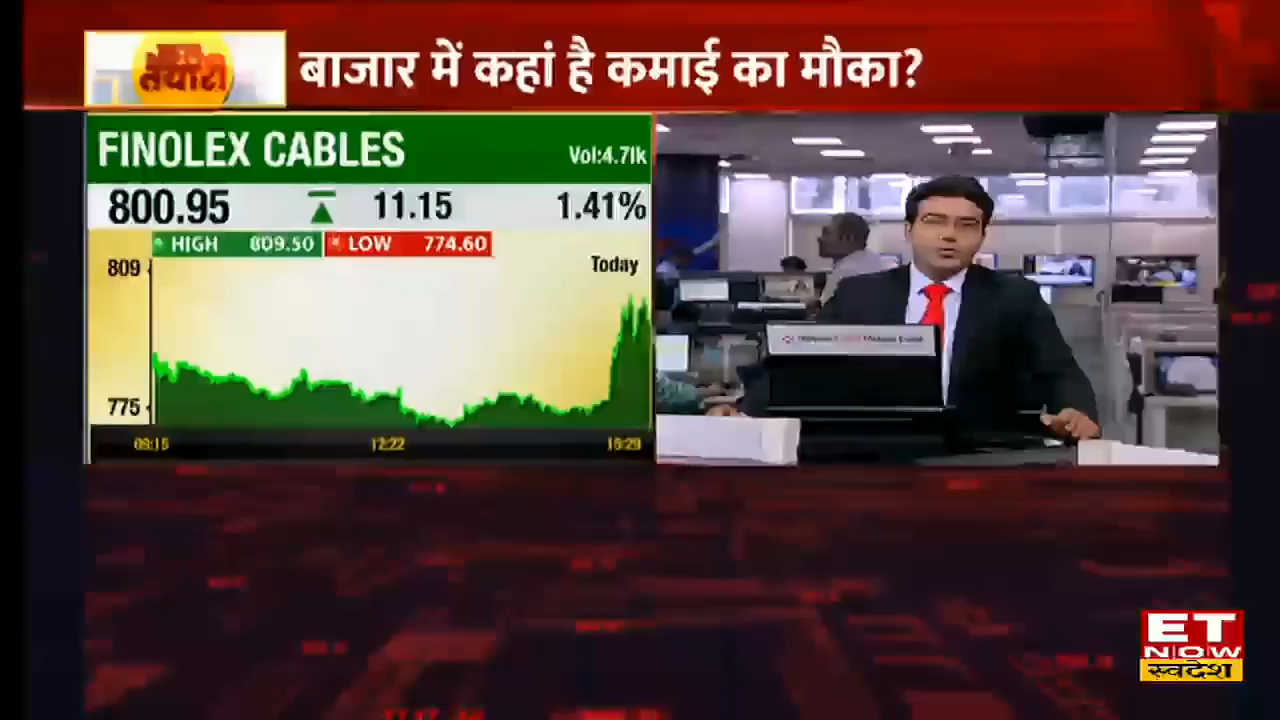 तैयारी
बाजार में कहां है कमाई का मौका?
FINOLEX CABLES
Vol:4.71k
800.95
11.15
1.41%
HIGH 809.50
LOW 774.60
809
Today
775
09:15
12:22
15:29
ET
NOW
स्वदेश